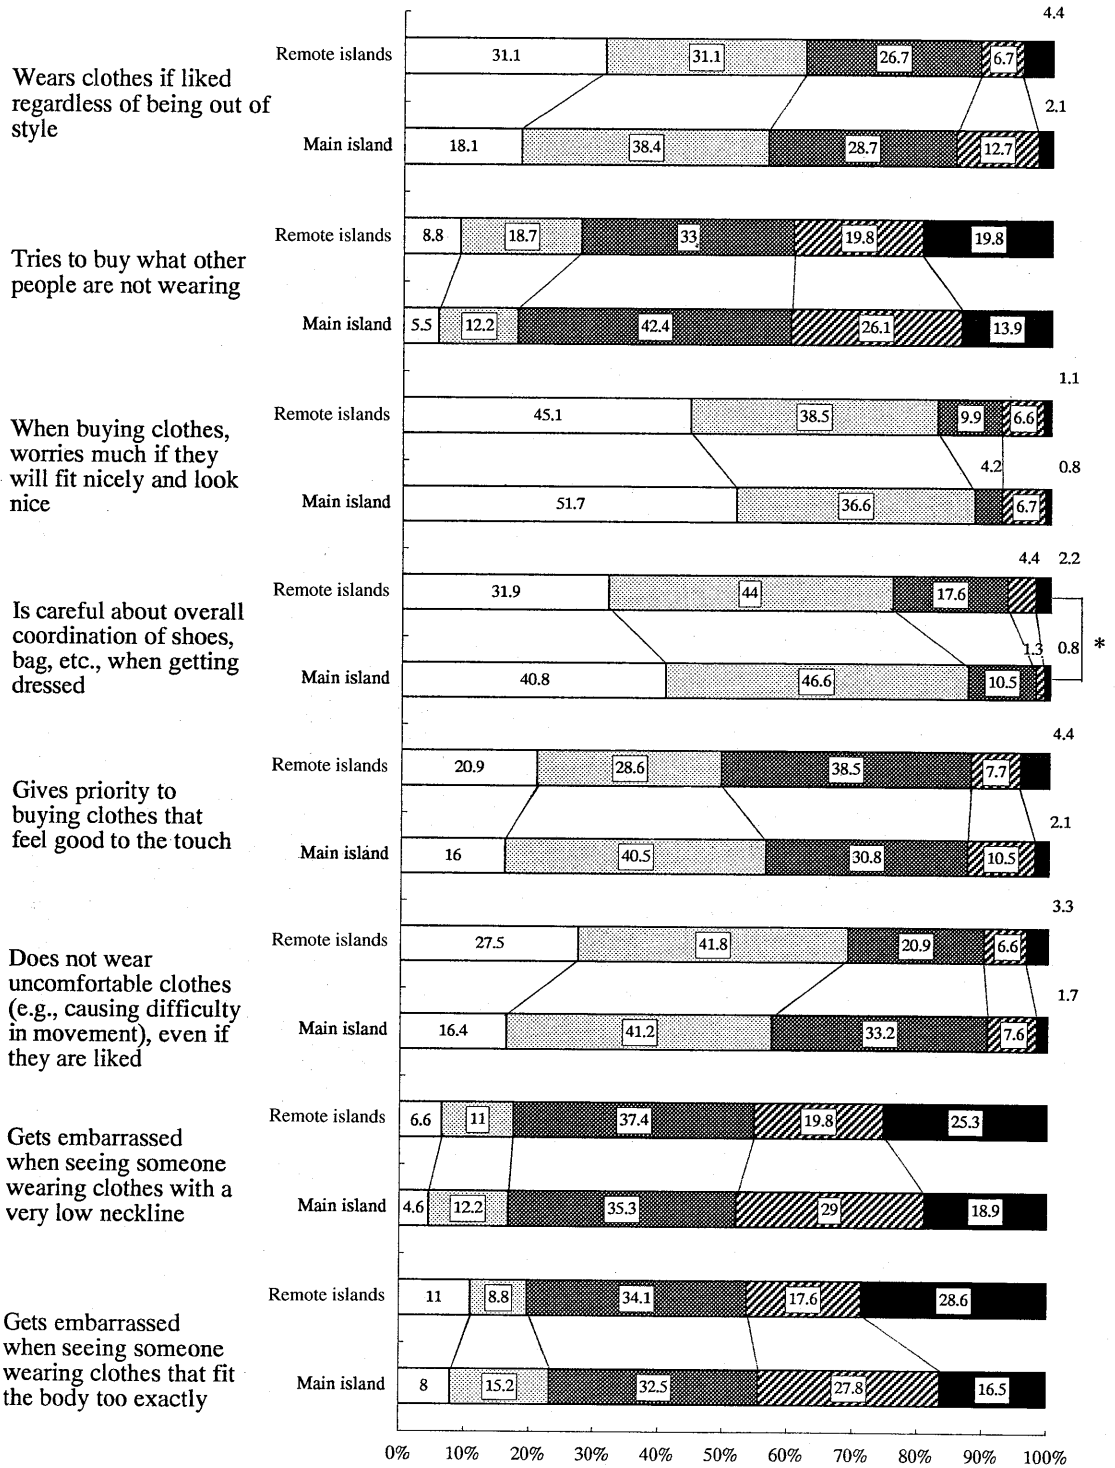 4.4
Remote islands 31.1 31.1 26.7 6.7
Wears clothes if liked
regardless of being out of
style
2.1
Main island 18.1 38.4 28.7 12.7
Remote islands 8.8 18.7 33 19.8 19.8
Tries to buy what other
people are not wearing
Main island 5.5 12.2 42.4 26.1 13.9
1.1
Remote islands 45.1 38.5 9.9 6.6
When buying clothes,
worries much if they
will fit nicely and look
nice
4.2 0.8
Main island 51.7 36.6 6.7
4.4 2.2
Remote islands 31.9 44 17.6
Is careful about overall
coordination of shoes,
bag, etc., when getting
dressed
1.3 0.8 *
Main island 40.8 46.6 10.5
4.4
Remote islands 20.9 28.6 38.5 7.7
Gives priority to
buying clothes that
feel good to the touch
2.1
Main island 16 40.5 30.8 10.5
3.3
Remote islands 27.5 41.8 20.9 6.6
Does not wear
uncomfortable clothes
(e.g., causing difficulty
in movement), even if
they are liked
1.7
Main island 16.4 41.2 33.2 7.6
Remote islands 6.6 11 37.4 19.8 25.3
Gets embarrassed
when seeing someone
wearing clothes with a
very low neckline
Main island 4.6 12.2 35.3 29 18.9
Remote islands 11 8.8 34.1 17.6 28.6
Gets embarrassed
when seeing someone
wearing clothes that fit
the body too exactly
Main island 8 15.2 32.5 27.8 16.5
0% 10% 20% 30% 40% 50% 60% 70% 80% 90% 100%